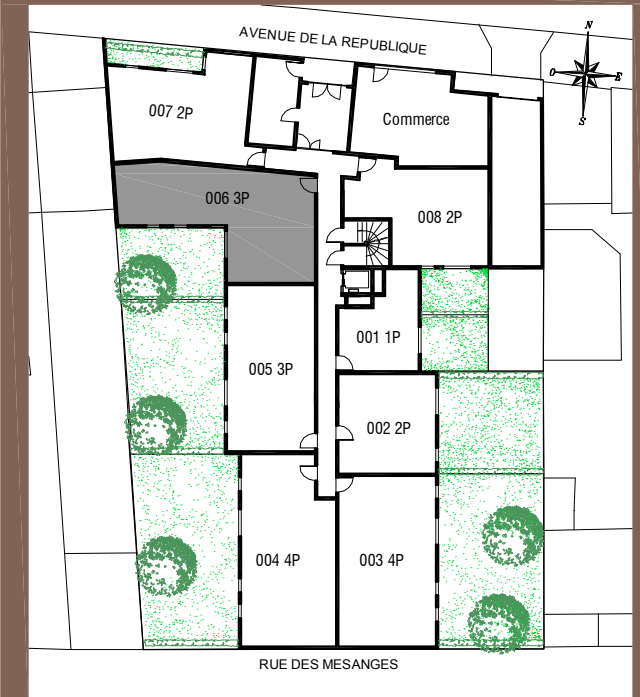 AVENUE DE LA REPUBLIQUE
N
O
E
S
007 2P
Commerce
006 3P
008 2P
001 1P
005 3P
002 2P
004 4P
003 4P
RUE DES MESANGES